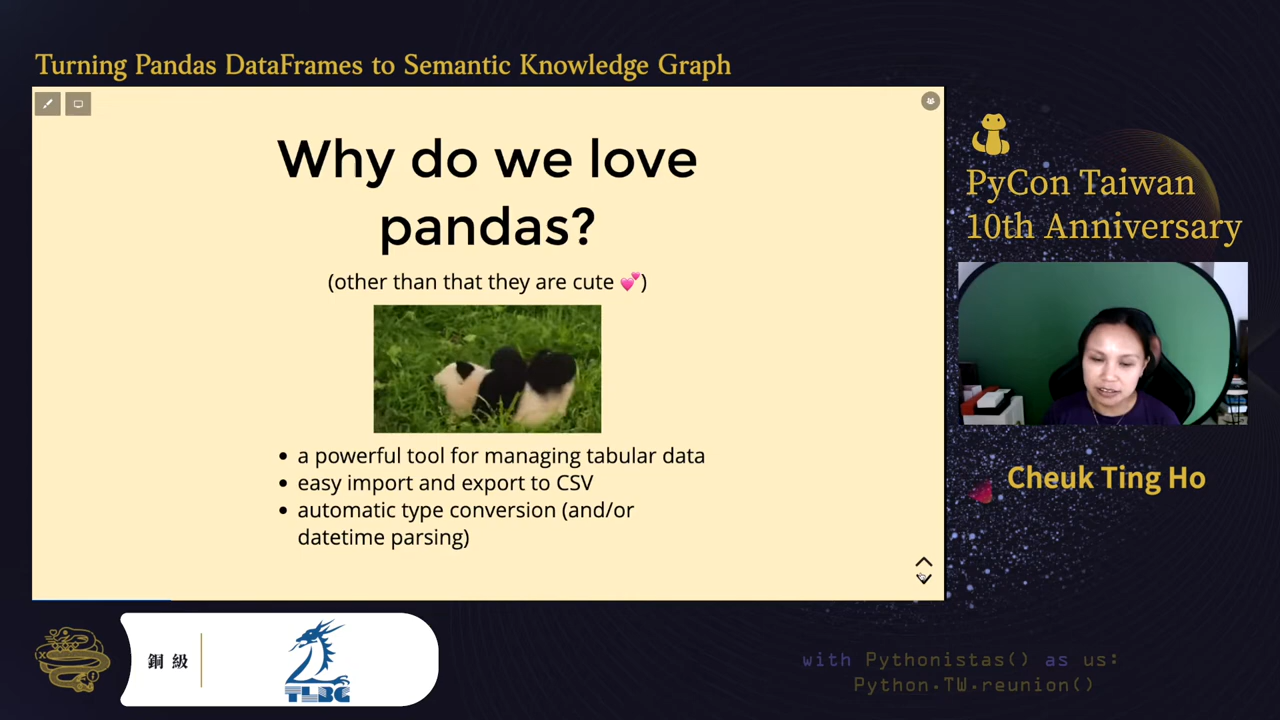 Turning Pandas DataFrames to Semantic Knowledge Graph
Why do we love
pandas?
(other than that they are cute 💕)
• a powerful tool for managing tabular data
• easy import and export to CSV
• automatic type conversion (and/or
datetime parsing)
PyCon Taiwan
10th Anniversary
Cheuk Ting Ho
銅級
TLBG
with Pythonistas() as us:
Python.TW.reunion()